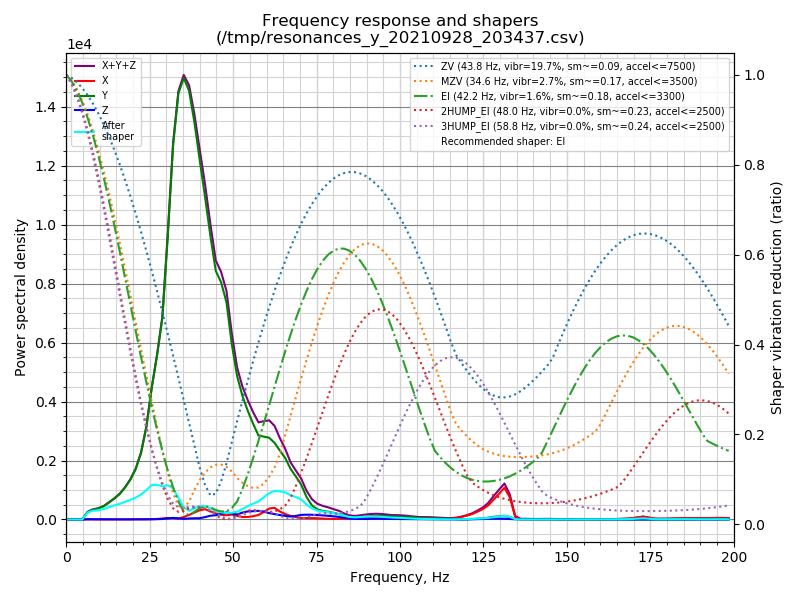 Frequency response and shapers
(/tmp/resonances_y_20210928_203437.csv)
1e4
X+Y+Z
X
Y
Z
After
shaper
ZV (43.8 Hz, vibr=19.7%, sm~=0.09, accel<=7500)
MZV (34.6 Hz, vibr=2.7%, sm~=0.17, accel<=3500)
EI (42.2 Hz, vibr=1.6%, sm~=0.18, accel<=3300)
2HUMP_EI (48.0 Hz, vibr=0.0%, sm~=0.23, accel<=2500)
3HUMP_EI (58.8 Hz, vibr=0.0%, sm~=0.24, accel<=2500)
Recommended shaper: EI
Power spectral density
1.4
1.2
1.0
0.8
0.6
0.4
0.2
0.0
1.0
0.8
0.6
0.4
0.2
0.0
Shaper vibration reduction (ratio)
0 25 50 75 100 125 150 175 200
Frequency, Hz